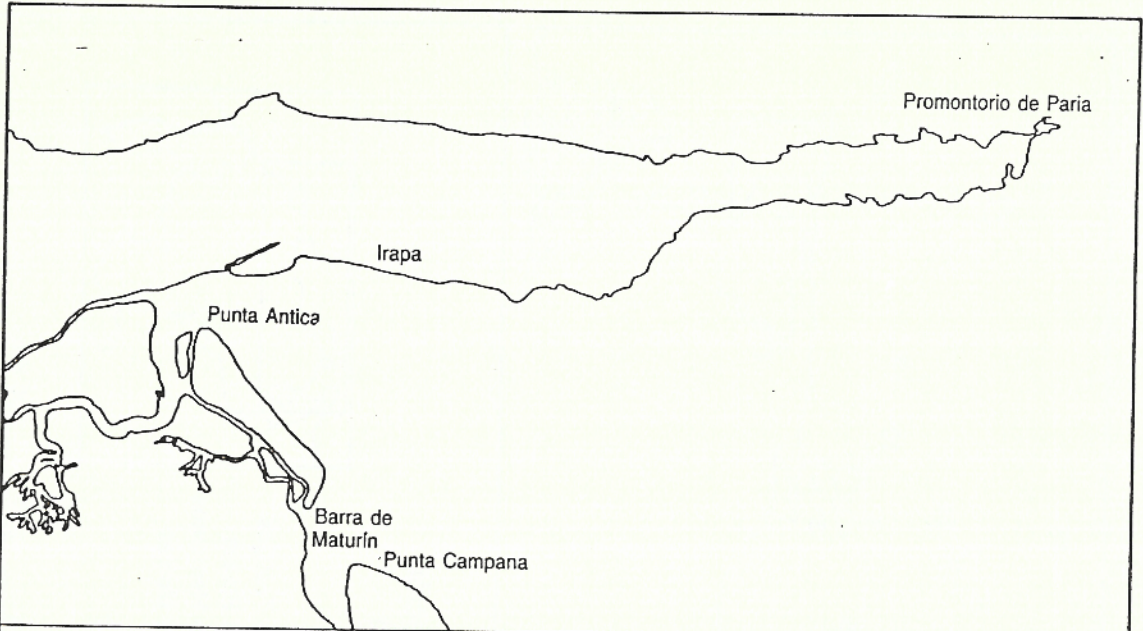 Promontorio de Paria
Irapa
Punta Antica
Barra de
Maturín
Punta Campana